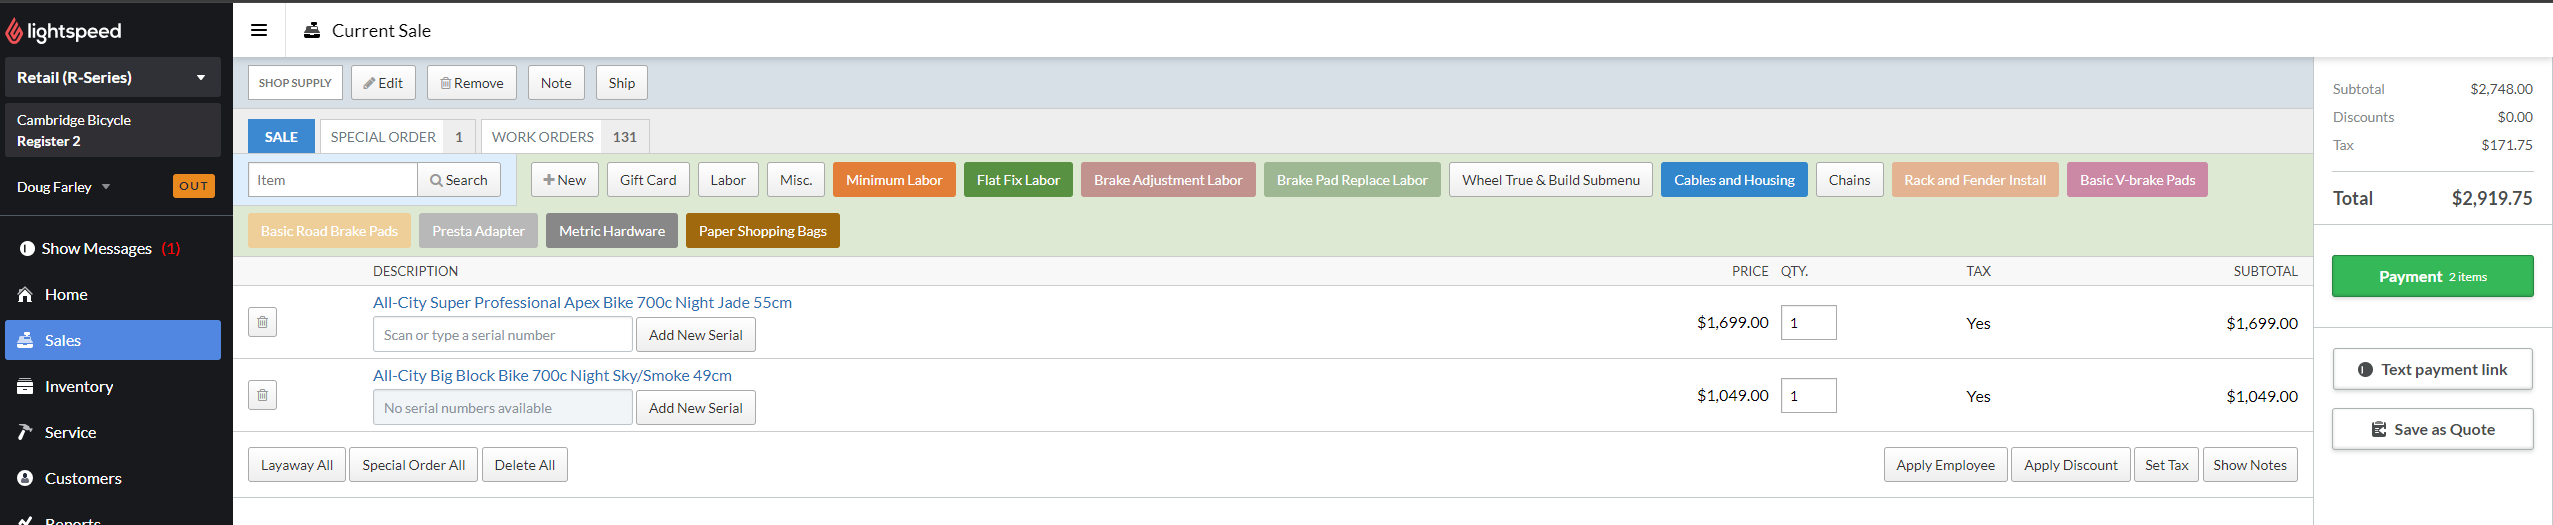 lightspeed
Current Sale
Retail (R-Series)
Cambridge Bicycle
Register 2
Doug Farley
OUT
Show Messages (1)
Home
Sales
Inventory
Service
Customers
Reports
SHOP SUPPLY Edit Remove Note Ship
SALE SPECIAL ORDER 1 WORK ORDERS 131
Item Search New Gift Card Labor Misc. Minimum Labor Flat Fix Labor Brake Adjustment Labor Brake Pad Replace Labor Wheel True & Build Submenu Cables and Housing Chains Rack and Fender Install Basic V-brake Pads
Basic Road Brake Pads Presta Adapter Metric Hardware Paper Shopping Bags
DESCRIPTION PRICE QTY. TAX SUBTOTAL
All-City Super Professional Apex Bike 700c Night Jade 55cm
Scan or type a serial number Add New Serial $1,699.00 1 Yes $1,699.00
All-City Big Block Bike 700c Night Sky/Smoke 49cm
No serial numbers available Add New Serial $1,049.00 1 Yes $1,049.00
Layaway All Special Order All Delete All Apply Employee Apply Discount Set Tax Show Notes
Subtotal $2,748.00
Discounts $0.00
Tax $171.75
Total $2,919.75
Payment 2 items
Text payment link
Save as Quote